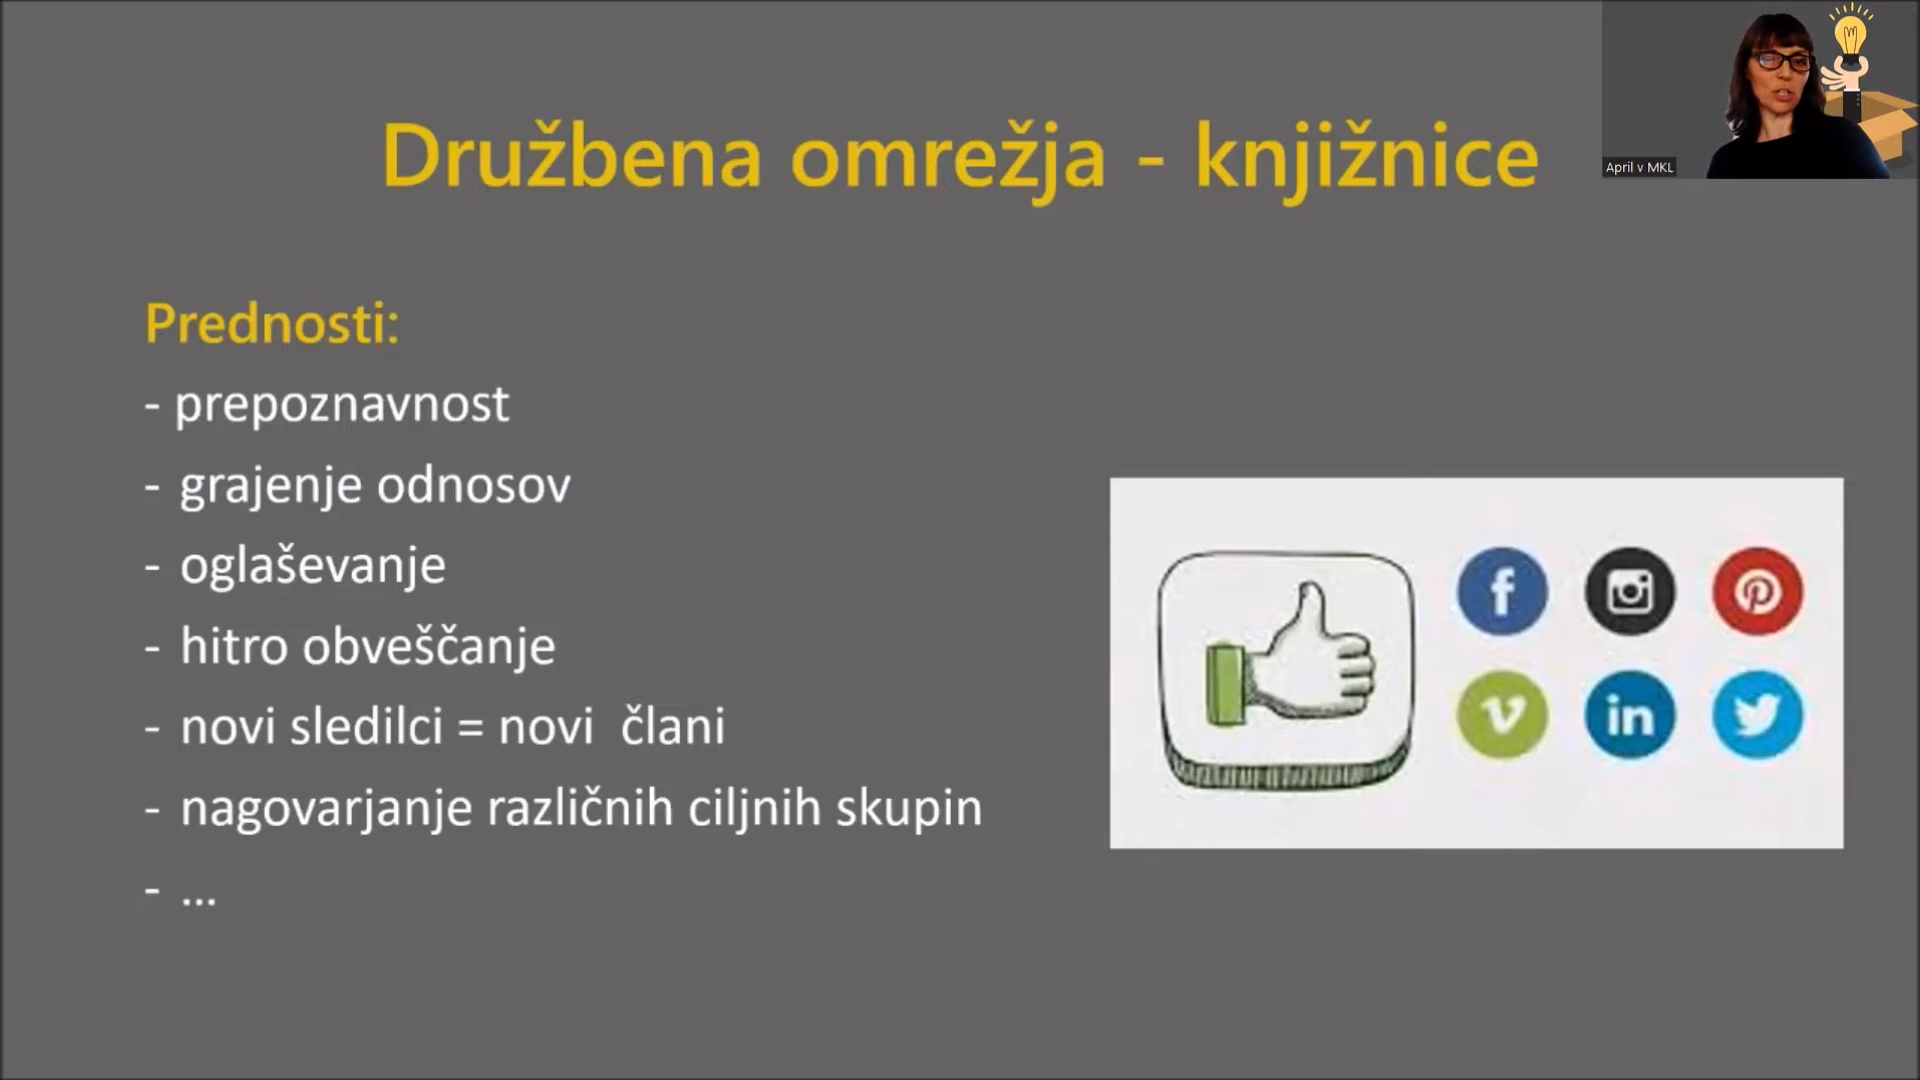 Družbena omrežja - knjižnice
April v MKL
Prednosti:
- prepoznavnost
- grajenje odnosov
- oglaševanje
- hitro obveščanje
- novi sledilci = novi  člani
- nagovarjanje različnih ciljnih skupin
- ...